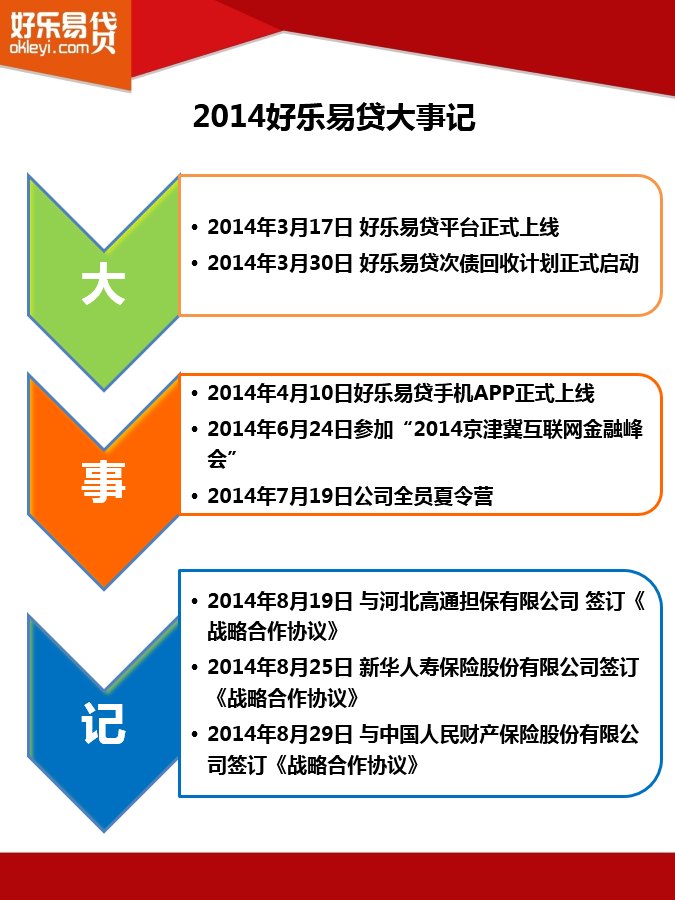 好乐易贷
okleyi.com
2014好乐易贷大事记
大
• 2014年3月17日 好乐易贷平台正式上线
• 2014年3月30日 好乐易贷次债回收计划正式启动
事
• 2014年4月10日好乐易贷手机APP正式上线
• 2014年6月24日参加“2014京津冀互联网金融峰
会”
• 2014年7月19日公司全员夏令营
记
• 2014年8月19日 与河北高通担保有限公司 签订《
战略合作协议》
• 2014年8月25日 新华人寿保险股份有限公司签订
《战略合作协议》
• 2014年8月29日 与中国人民财产保险股份有限公
司签订《战略合作协议》